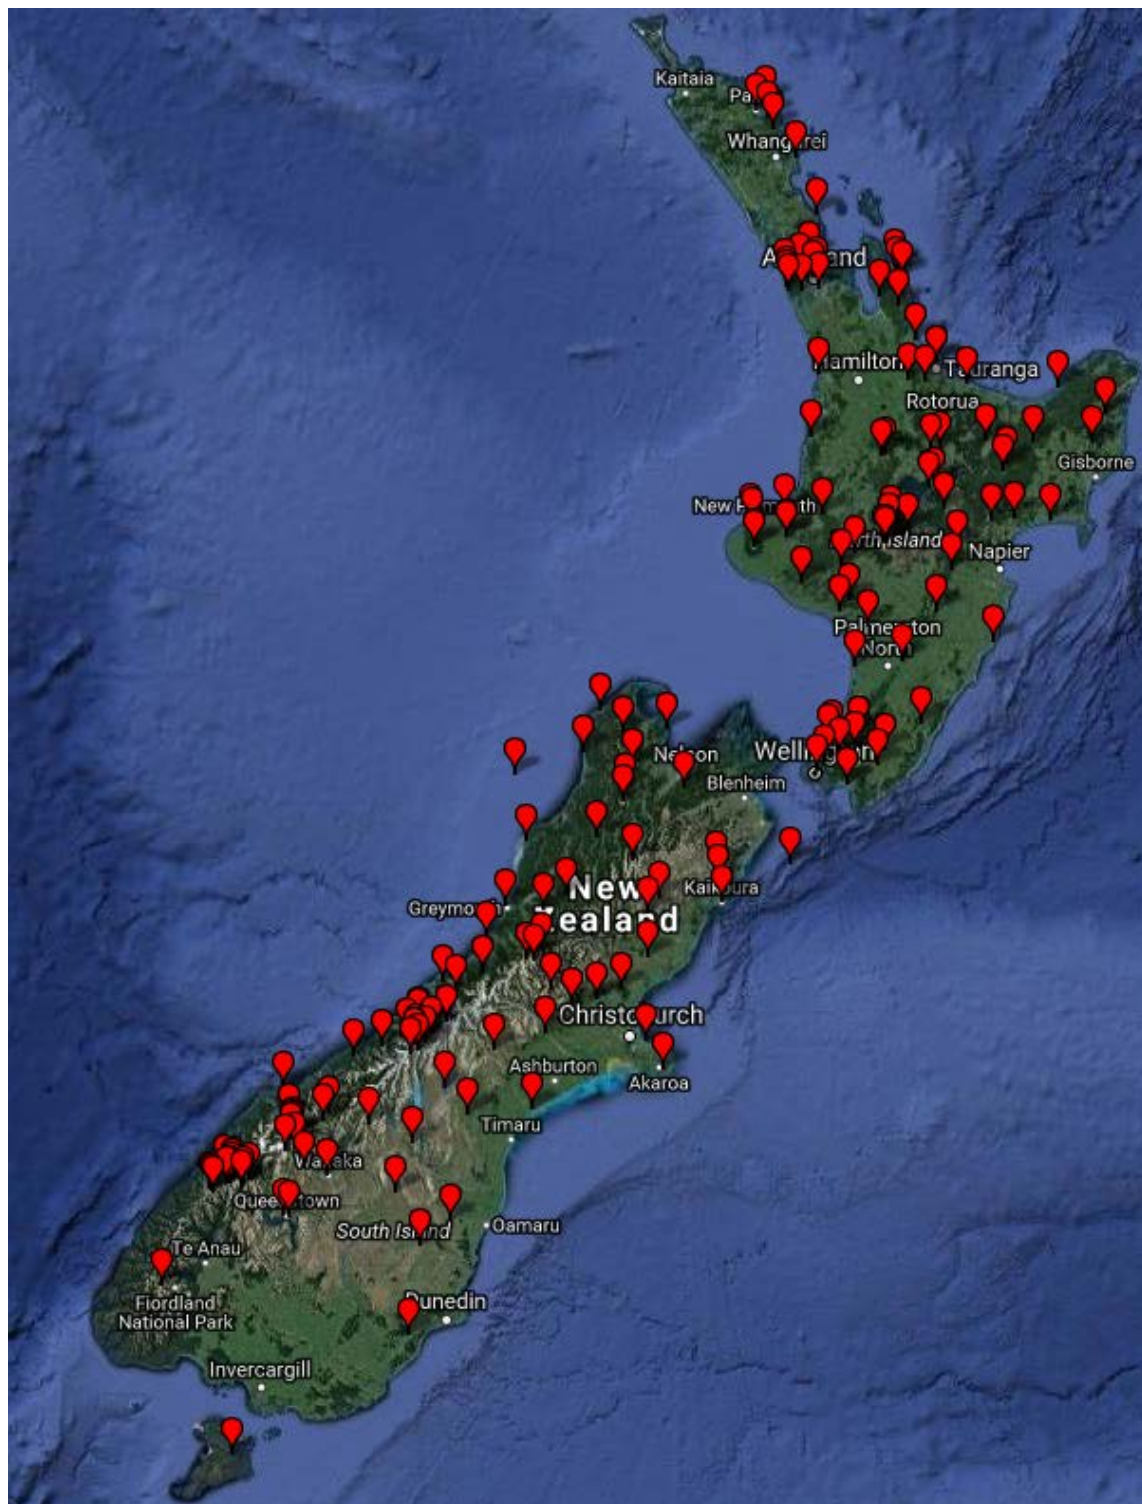 Kaitaia
Whangarei
Auckland
Hamilton
Tauranga
Rotorua
Gisborne
New Plymouth
North Island
Napier
Palmerston
North
Nelson
Wellington
Blenheim
New
Zealand
Kaikoura
Greymouth
Christchurch
Ashburton
Akaroa
Timaru
Wanaka
Queenstown
South Island
Oamaru
Te Anau
Fiordland
National Park
Dunedin
Invercargill